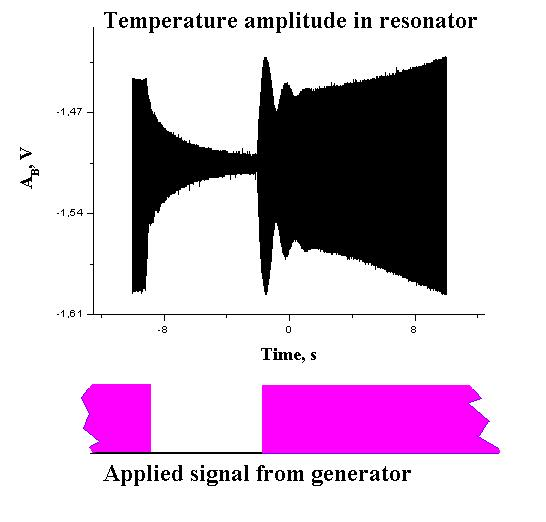 Temperature amplitude in resonator
-1,47
-1,54
-1,61
A_B, V
-8
0
8
Time, s
Applied signal from generator